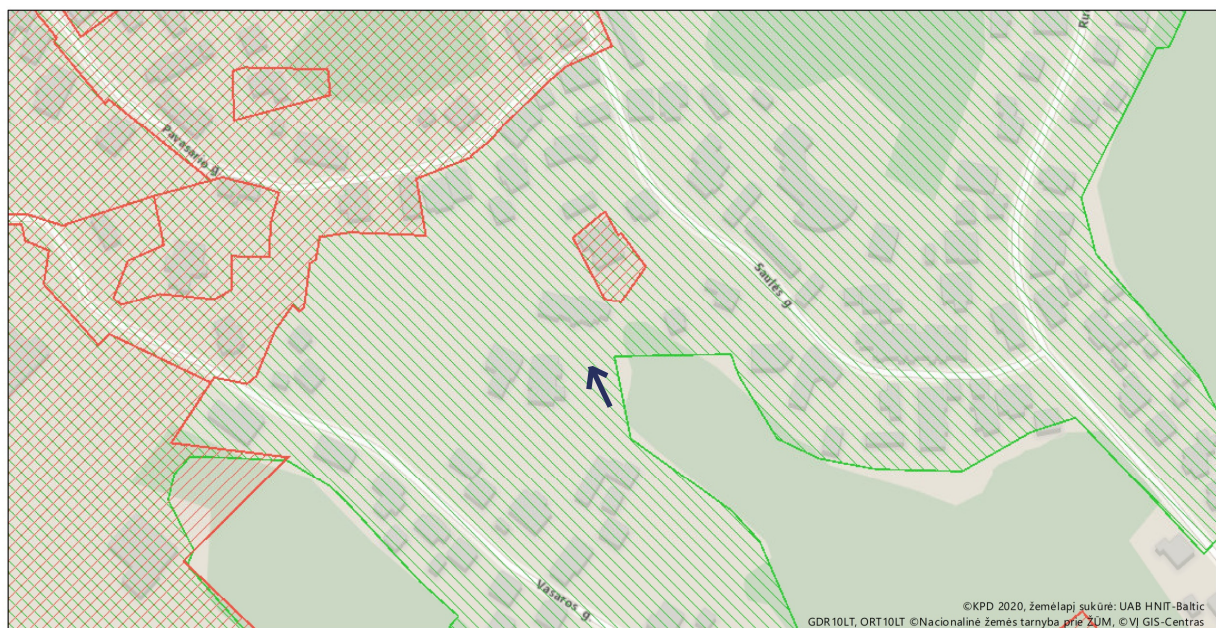 Pavasario g.
Saulės g.
Vasaros g.
©KPD 2020, žemėlapį sukūrė: UAB HNIT-Baltic
GDR10LT, ORT10LT ©Nacionalinė žemės tarnyba prie ŽŪM, ©VĮ GIS-Centras